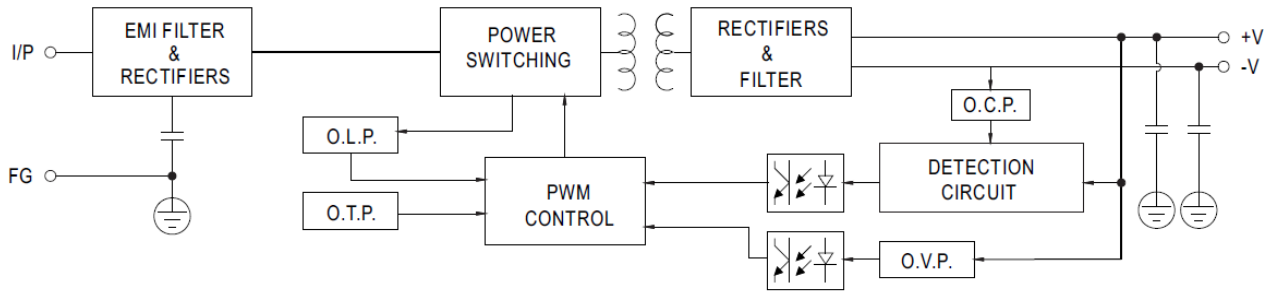 I/P
EMI FILTER
&
RECTIFIERS
POWER
SWITCHING
RECTIFIERS
&
FILTER
+V
-V
O.C.P.
O.L.P.
FG
PWM
CONTROL
DETECTION
CIRCUIT
O.T.P.
O.V.P.